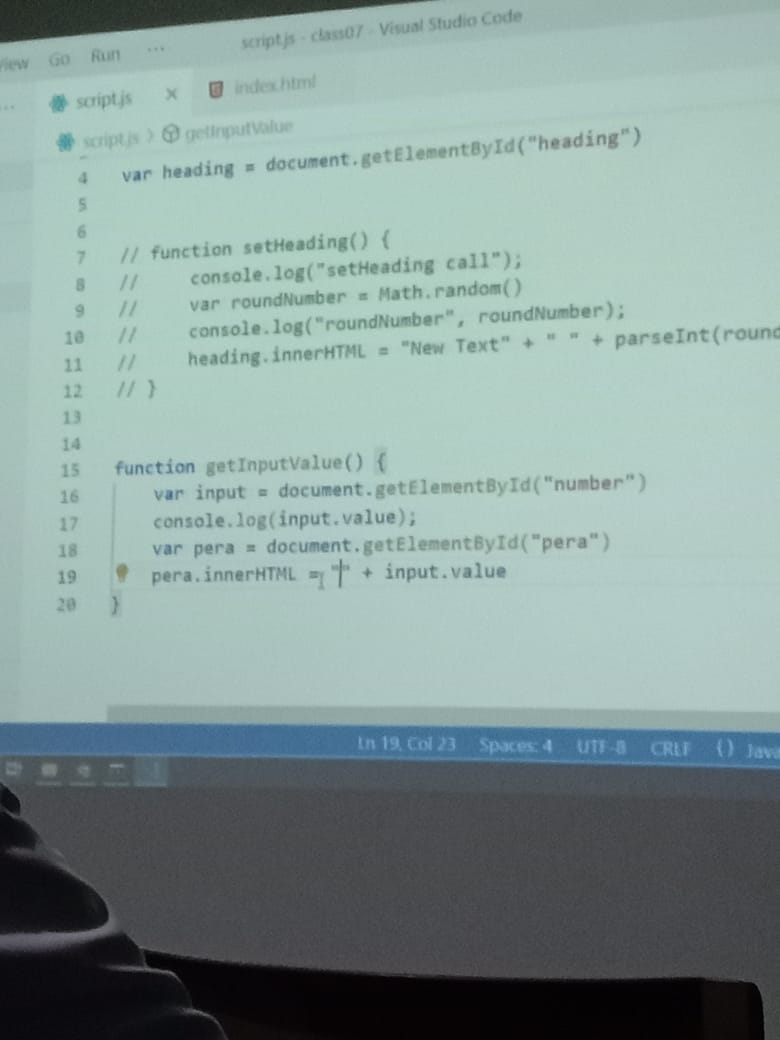 View Go Run ... script.js - class07 - Visual Studio Code
... script.js × index.html
script.js > getInputValue
4 var heading = document.getElementById("heading")
5
6
7 // function setHeading() {
8 // console.log("setHeading call");
9 // var roundNumber = Math.random()
10 // console.log("roundNumber", roundNumber);
11 // heading.innerHTML = "New Text" + " " + parseInt(round
12 // }
13
14
15 function getInputValue() {
16 var input = document.getElementById("number")
17 console.log(input.value);
18 var pera = document.getElementById("pera")
19 pera.innerHTML = "" + input.value
20 }
Ln 19, Col 23 Spaces: 4 UTF-8 CRLF {} Java